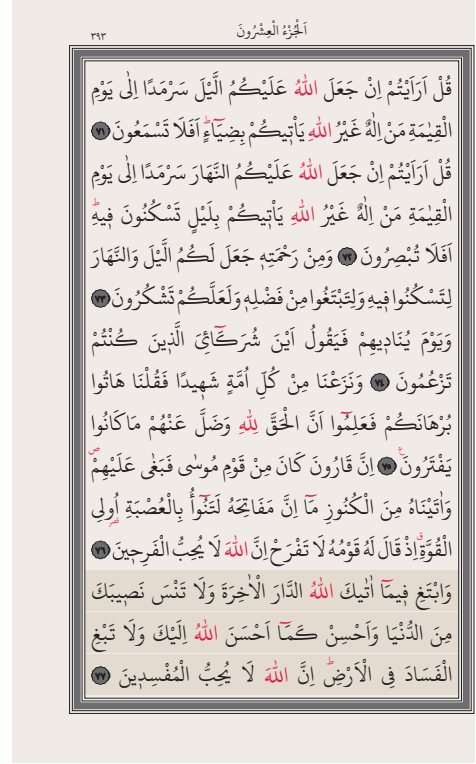 اَلْجُزْءُ الْعِشْرُونَ
٣٩٣
قُلْ اَرَاَيْتُمْ اِنْ جَعَلَ اللّٰهُ عَلَيْكُمُ الَّيْلَ سَرْمَدًا اِلٰى يَوْمِ
الْقِيٰمَةِ مَنْ اِلٰهٌ غَيْرُ اللّٰهِ يَاْت۪يكُمْ بِضِيَٓاءٍۜ اَفَلَا تَسْمَعُونَ ﴿٧١﴾
قُلْ اَرَاَيْتُمْ اِنْ جَعَلَ اللّٰهُ عَلَيْكُمُ النَّهَارَ سَرْمَدًا اِلٰى يَوْمِ
الْقِيٰمَةِ مَنْ اِلٰهٌ غَيْرُ اللّٰهِ يَاْت۪يكُمْ بِلَيْلٍ تَسْكُنُونَ ف۪يهِۜ
اَفَلَا تُبْصِرُونَ ﴿٧٢﴾ وَمِنْ رَحْمَتِه۪ جَعَلَ لَكُمُ الَّيْلَ وَالنَّهَارَ
لِتَسْكُنُوا ف۪يهِ وَلِتَبْتَغُوا مِنْ فَضْلِه۪ وَلَعَلَّكُمْ تَشْكُرُونَ ﴿٧٣﴾
وَيَوْمَ يُنَاد۪يهِمْ فَيَقُولُ اَيْنَ شُرَكَٓائِيَ الَّذ۪ينَ كُنْتُمْ
تَزْعُمُونَ ﴿٧٤﴾ وَنَزَعْنَا مِنْ كُلِّ اُمَّةٍ شَه۪يدًا فَقُلْنَا هَاتُوا
بُرْهَانَكُمْ فَعَلِمُٓوا اَنَّ الْحَقَّ لِلّٰهِ وَضَلَّ عَنْهُمْ مَا كَانُوا
يَفْتَرُونَ۟ ﴿٧٥﴾ اِنَّ قَارُونَ كَانَ مِنْ قَوْمِ مُوسٰى فَبَغٰى عَلَيْهِمْۖ
وَاٰتَيْنَاهُ مِنَ الْكُنُوزِ مَٓا اِنَّ مَفَاتِحَهُ لَتَنُٓواُ بِالْعُصْبَةِ اُو۬لِي
الْقُوَّةِۗ اِذْ قَالَ لَهُ قَوْمُهُ لَا تَفْرَحْ اِنَّ اللّٰهَ لَا يُحِبُّ الْفَرِح۪ينَ ﴿٧٦﴾
وَابْتَغِ ف۪يمَٓا اٰتٰيكَ اللّٰهُ الدَّارَ الْاٰخِرَةَ وَلَا تَنْسَ نَص۪يبَكَ
مِنَ الدُّنْيَا وَاَحْسِنْ كَمَٓا اَحْسَنَ اللّٰهُ اِلَيْكَ وَلَا تَبْغِ
الْفَسَادَ فِي الْاَرْضِۜ اِنَّ اللّٰهَ لَا يُحِبُّ الْمُفْسِد۪ينَ ﴿٧٧﴾